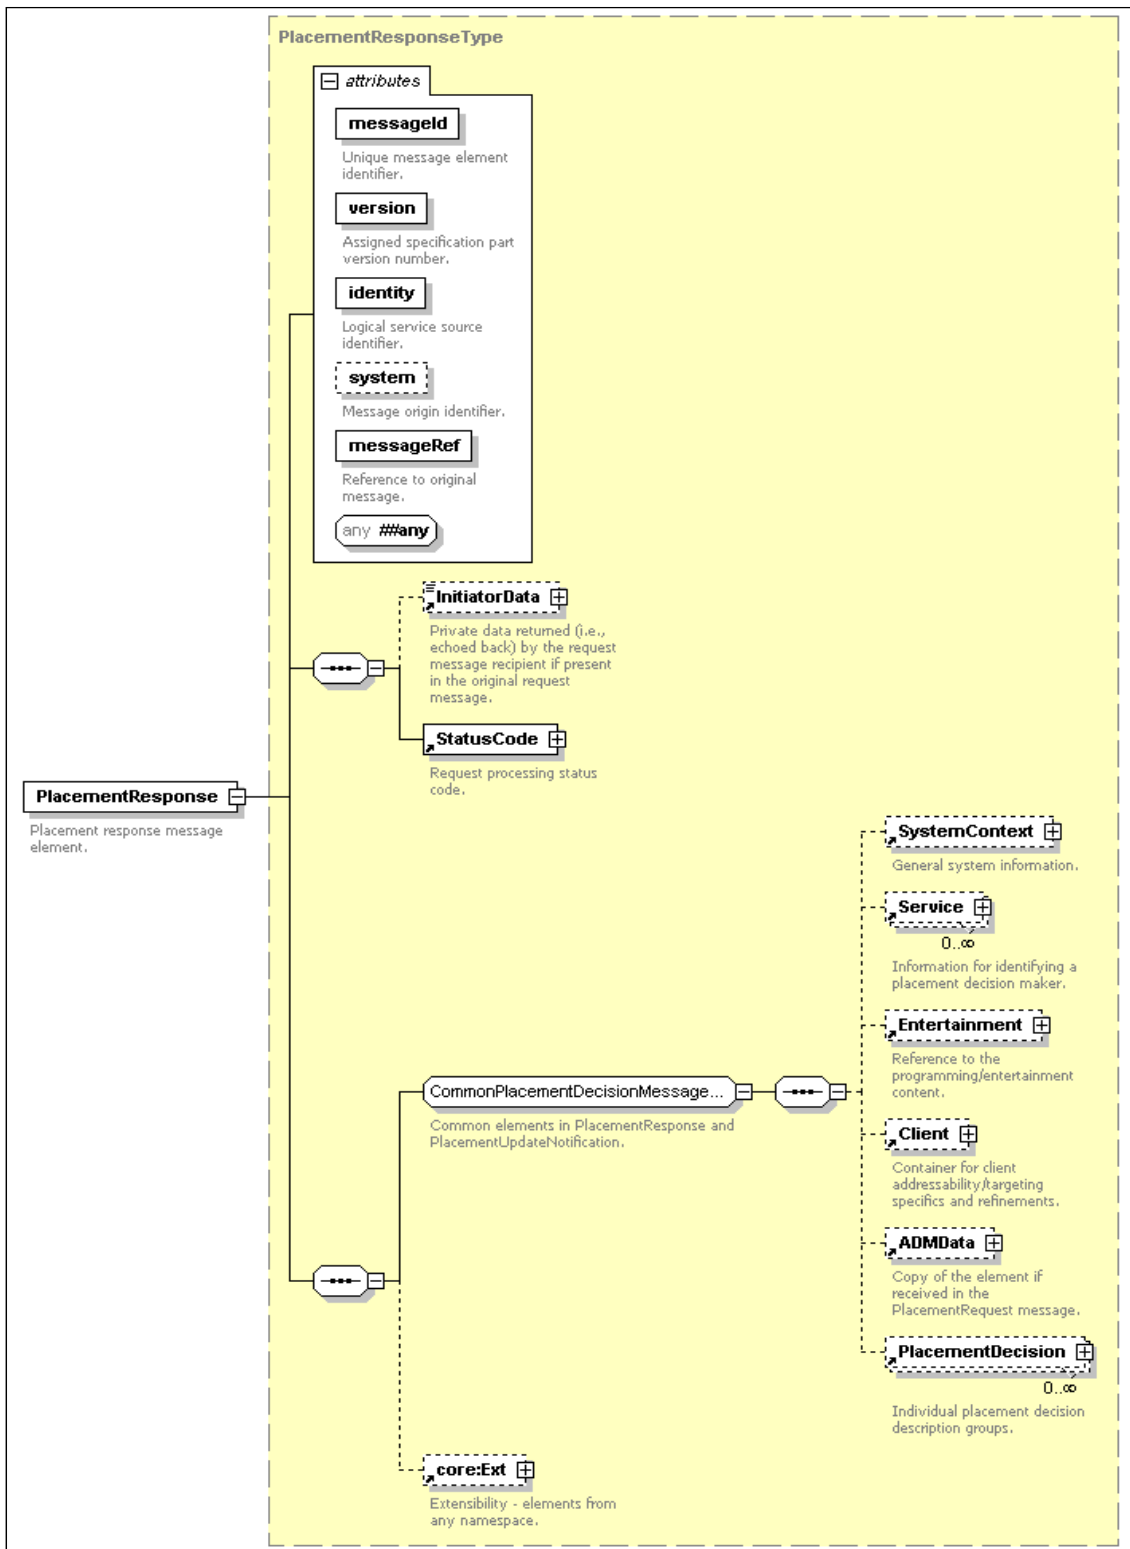 PlacementResponseType
attributes
messageId
Unique message element
identifier.
version
Assigned specification part
version number.
identity
Logical service source
identifier.
system
Message origin identifier.
messageRef
Reference to original
message.
any ##any
InitiatorData
Private data returned (i.e.,
echoed back) by the request
message recipient if present
in the original request
message.
StatusCode
Request processing status
code.
PlacementResponse
Placement response message
element.
SystemContext
General system information.
Service
0..∞
Information for identifying a
placement decision maker.
Entertainment
Reference to the
programming/entertainment
content.
CommonPlacementDecisionMessage...
Common elements in PlacementResponse and
PlacementUpdateNotification.
Client
Container for client
addressability/targeting
specifics and refinements.
ADMData
Copy of the element if
received in the
PlacementRequest message.
PlacementDecision
0..∞
Individual placement decision
description groups.
core:Ext
Extensibility - elements from
any namespace.